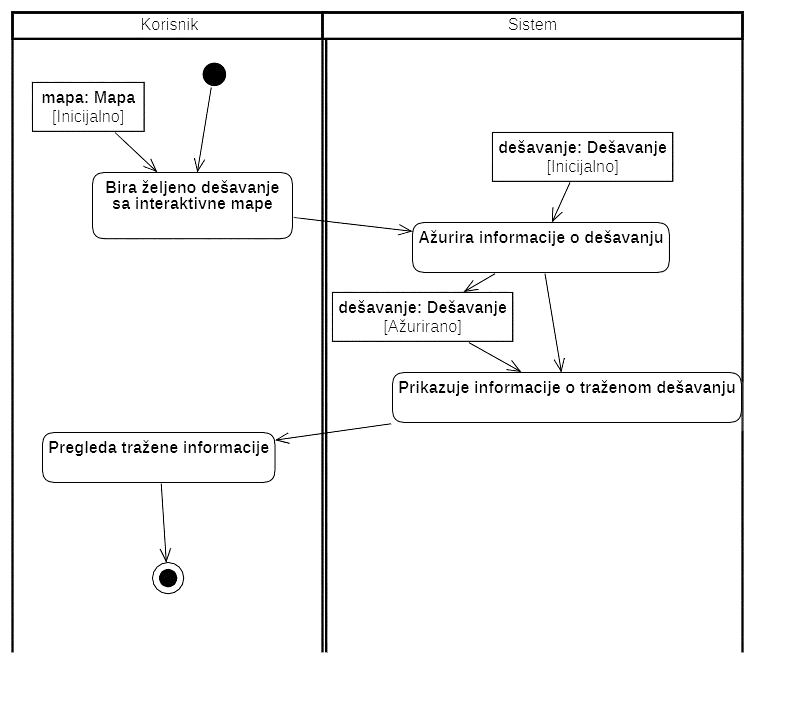 Korisnik
Sistem
mapa: Mapa
[Inicijalno]
dešavanje: Dešavanje
[Inicijalno]
Bira željeno dešavanje
sa interaktivne mape
Ažurira informacije o dešavanju
dešavanje: Dešavanje
[Ažurirano]
Prikazuje informacije o traženom dešavanju
Pregleda tražene informacije